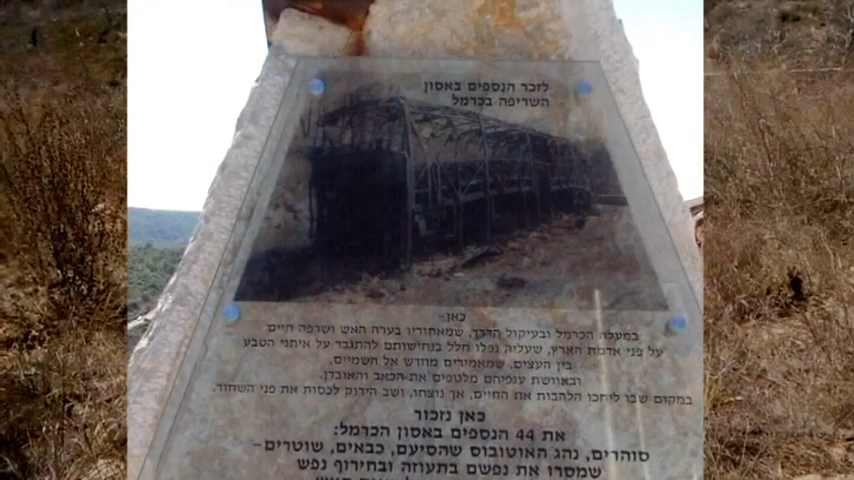 לזכר הנספים באסון
השריפה בכרמל
כאן-
במעלה הכרמל ובעיקול הדרך, שמאחוריו בערה האש ושרפה חיים
על פני אדמת הארץ, שעליה נפלו חלל בנחישותם להתגבר על איתני הטבע
בין העצים, שמאמירים מחדש אל השמיים,
ובאוושת ענפיהם מלטפים את הכאב והאובדן.
במקום שבו ליחכו הלהבות את החיים, אך נוצחו, ושב הירוק לכסות את פני השחור.
כאן נזכור
את 44 הנספים באסון הכרמל:
סוהרים, נהג האוטובוס שהסיעם, כבאים, שוטרים-
שמסרו את נפשם בתעוזה ובחירוף נפש